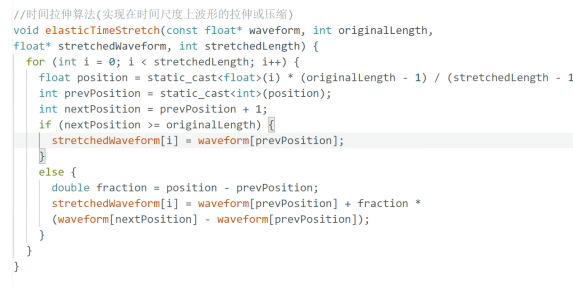 //时间拉伸算法(实现在时间尺度上波形的拉伸或压缩)
void elasticTimeStretch(const float* waveform, int originalLength,
float* stretchedWaveform, int stretchedLength) {
for (int i = 0; i < stretchedLength; i++) {
float position = static_cast<float>(i) * (originalLength - 1) / (stretchedLength - 1
int prevPosition = static_cast<int>(position);
int nextPosition = prevPosition + 1;
if (nextPosition >= originalLength) {
stretchedWaveform[i] = waveform[prevPosition];
}
else {
double fraction = position - prevPosition;
stretchedWaveform[i] = waveform[prevPosition] + fraction *
(waveform[nextPosition] - waveform[prevPosition]);
}
}
}